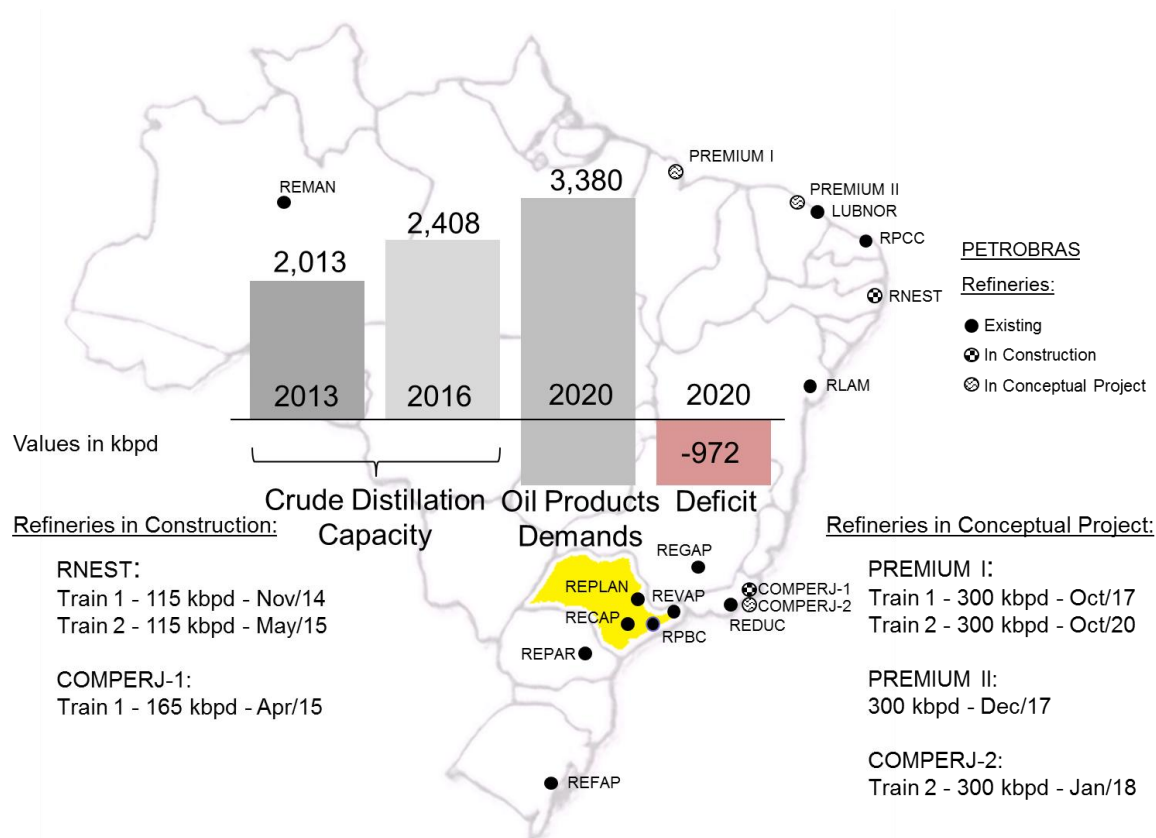 PREMIUM I
REMAN
3,380
PREMIUM II
LUBNOR
2,408
RPCC
2,013
PETROBRAS
Refineries:
RNEST
Existing
In Construction
In Conceptual Project
RLAM
2013
2016
2020
2020
Values in kbpd
-972
Crude Distillation
Capacity
Oil Products
Demands
Deficit
Refineries in Construction:
RNEST:
Train 1 - 115 kbpd - Nov/14
Train 2 - 115 kbpd - May/15
COMPERJ-1:
Train 1 - 165 kbpd - Apr/15
REGAP
REPLAN
REVAP
COMPERJ-1
COMPERJ-2
RECAP
RPBC
REDUC
REPAR
REFAP
Refineries in Conceptual Project:
PREMIUM I:
Train 1 - 300 kbpd - Oct/17
Train 2 - 300 kbpd - Oct/20
PREMIUM II:
300 kbpd - Dec/17
COMPERJ-2:
Train 2 - 300 kbpd - Jan/18